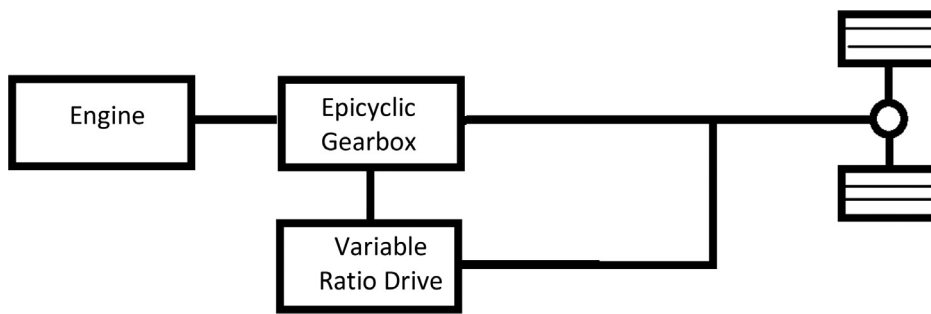 Engine
Epicyclic
Gearbox
Variable
Ratio Drive